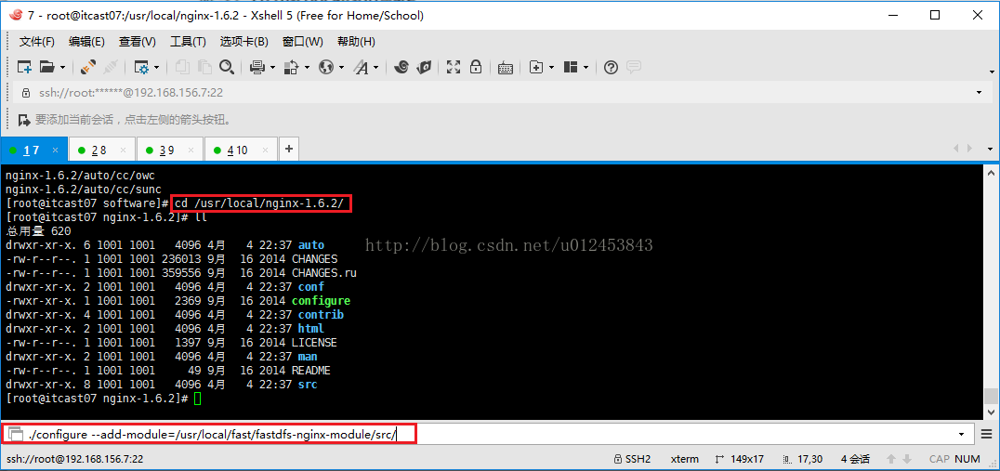 7 - root@itcast07:/usr/local/nginx-1.6.2 - Xshell 5 (Free for Home/School)
文件(F) 编辑(E) 查看(V) 工具(T) 选项卡(B) 窗口(W) 帮助(H)
ssh://root:******@192.168.156.7:22
要添加当前会话，点击左侧的箭头按钮。
1 7 × 2 8 × 3 9 × 4 10 × +
nginx-1.6.2/auto/cc/owc
nginx-1.6.2/auto/cc/sunc
[root@itcast07 software]# cd /usr/local/nginx-1.6.2/
[root@itcast07 nginx-1.6.2]# ll
总用量 620
drwxr-xr-x. 6 1001 1001 4096 4月 4 22:37 auto
http://blog.csdn.net/u012453843
-rw-r--r--. 1 1001 1001 236013 9月 16 2014 CHANGES
-rw-r--r--. 1 1001 1001 359556 9月 16 2014 CHANGES.ru
drwxr-xr-x. 2 1001 1001 4096 4月 4 22:37 conf
-rwxr-xr-x. 1 1001 1001 2369 9月 16 2014 configure
drwxr-xr-x. 4 1001 1001 4096 4月 4 22:37 contrib
drwxr-xr-x. 2 1001 1001 4096 4月 4 22:37 html
-rw-r--r--. 1 1001 1001 1397 9月 16 2014 LICENSE
drwxr-xr-x. 2 1001 1001 4096 4月 4 22:37 man
-rw-r--r--. 1 1001 1001 49 9月 16 2014 README
drwxr-xr-x. 8 1001 1001 4096 4月 4 22:37 src
[root@itcast07 nginx-1.6.2]#
./configure --add-module=/usr/local/fast/fastdfs-nginx-module/src/
ssh://root@192.168.156.7:22 SSH2 xterm 149x17 17,30 4 会话 CAP NUM